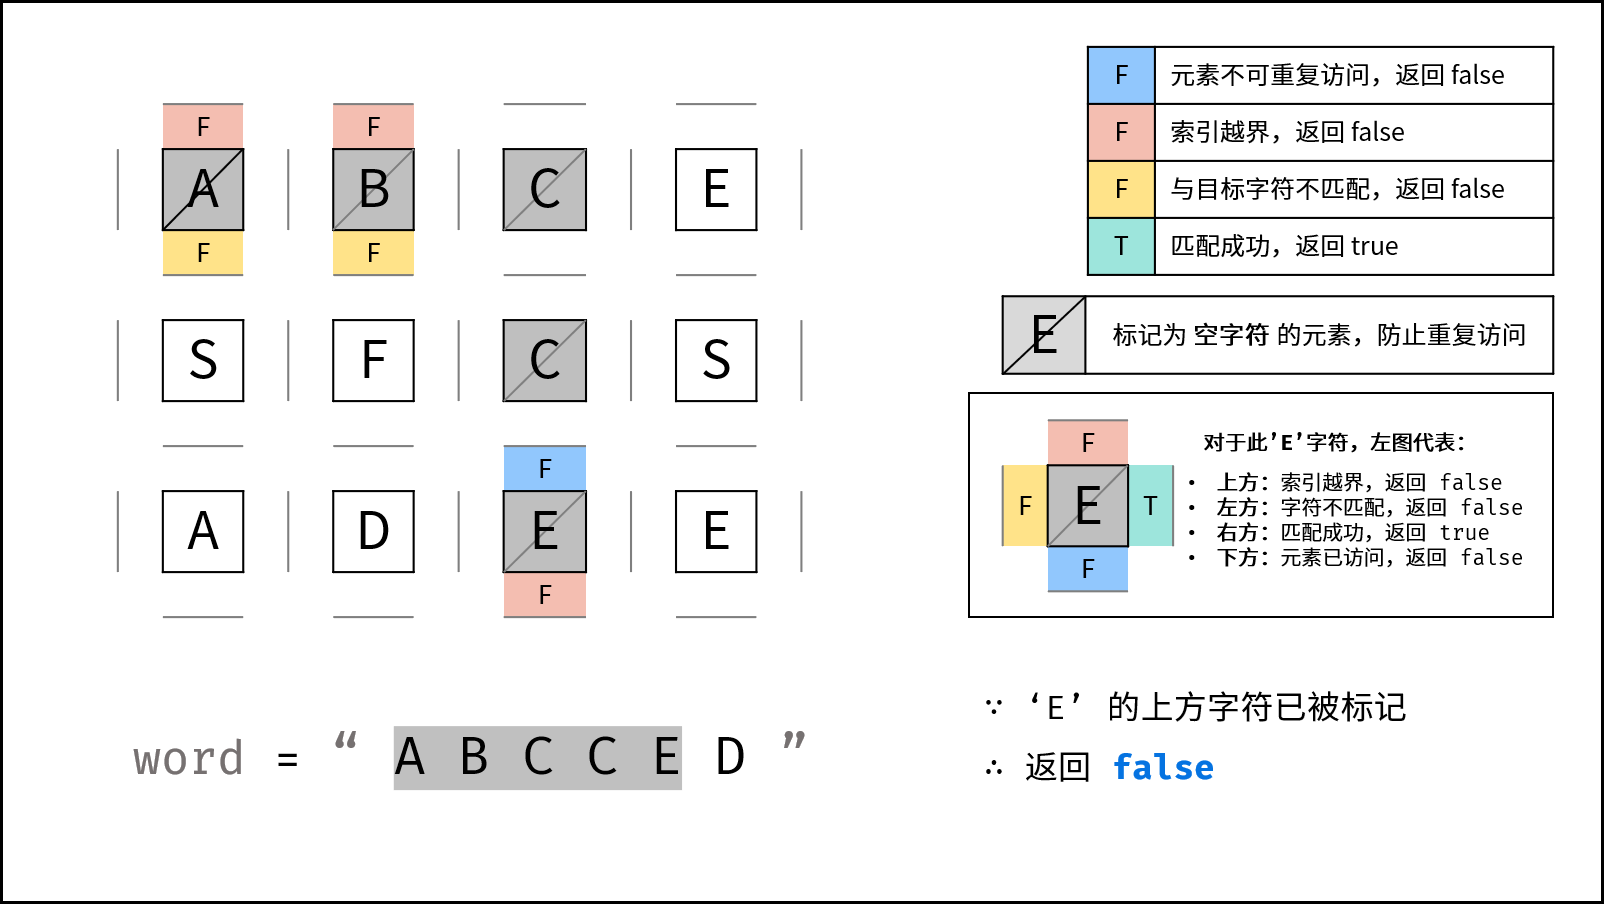 F F
A B C E
F F
S F C S
F
A D E E
F
word = “ A B C C E D ”
F 元素不可重复访问，返回 false
F 索引越界，返回 false
F 与目标字符不匹配，返回 false
T 匹配成功，返回 true
E 标记为 空字符 的元素，防止重复访问
F
F E T
F
对于此’E’字符，左图代表：
• 上方：索引越界，返回 false
• 左方：字符不匹配，返回 false
• 右方：匹配成功，返回 true
• 下方：元素已访问，返回 false
∵ ‘E’ 的上方字符已被标记
∴ 返回 false